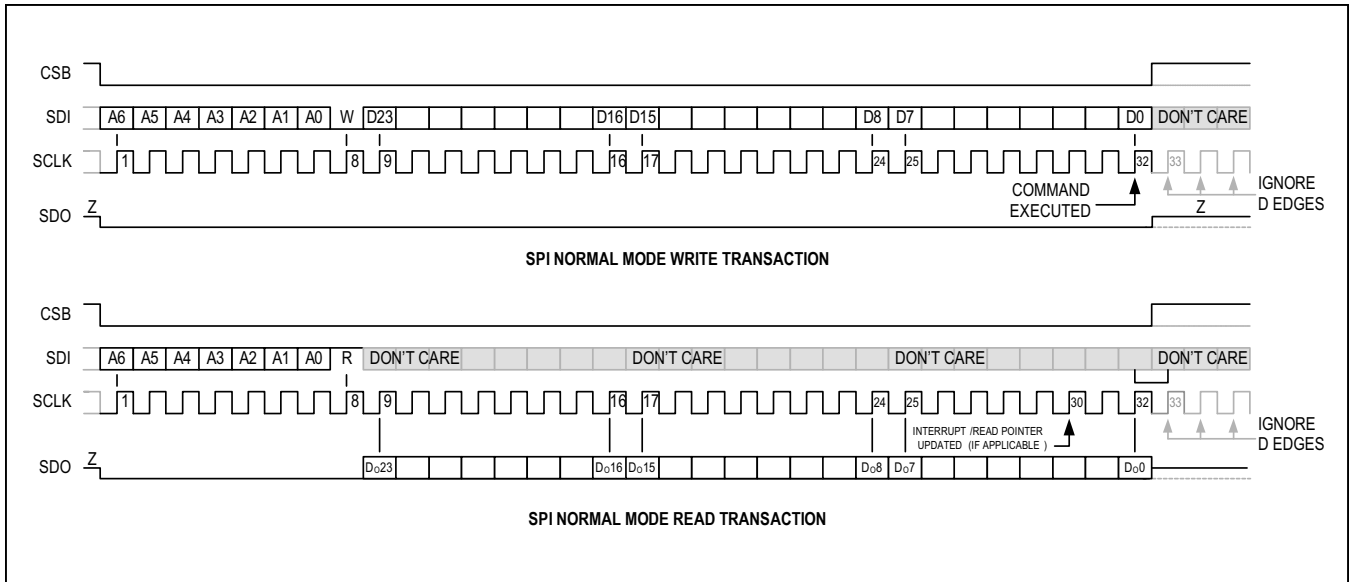 CSB
SDI A6 A5 A4 A3 A2 A1 A0 W D23 D16 D15 D8 D7 D0 DON'T CARE
SCLK 1 8 9 16 17 24 25 32 33
COMMAND
EXECUTED
IGNORE
D EDGES
SDO Z Z
SPI NORMAL MODE WRITE TRANSACTION
CSB
SDI A6 A5 A4 A3 A2 A1 A0 R DON'T CARE DON'T CARE DON'T CARE DON'T CARE
SCLK 1 8 9 16 17 24 25 30 32 33
INTERRUPT /READ POINTER
UPDATED (IF APPLICABLE )
IGNORE
D EDGES
SDO Z Do23 Do16 Do15 Do8 Do7 Do0
SPI NORMAL MODE READ TRANSACTION